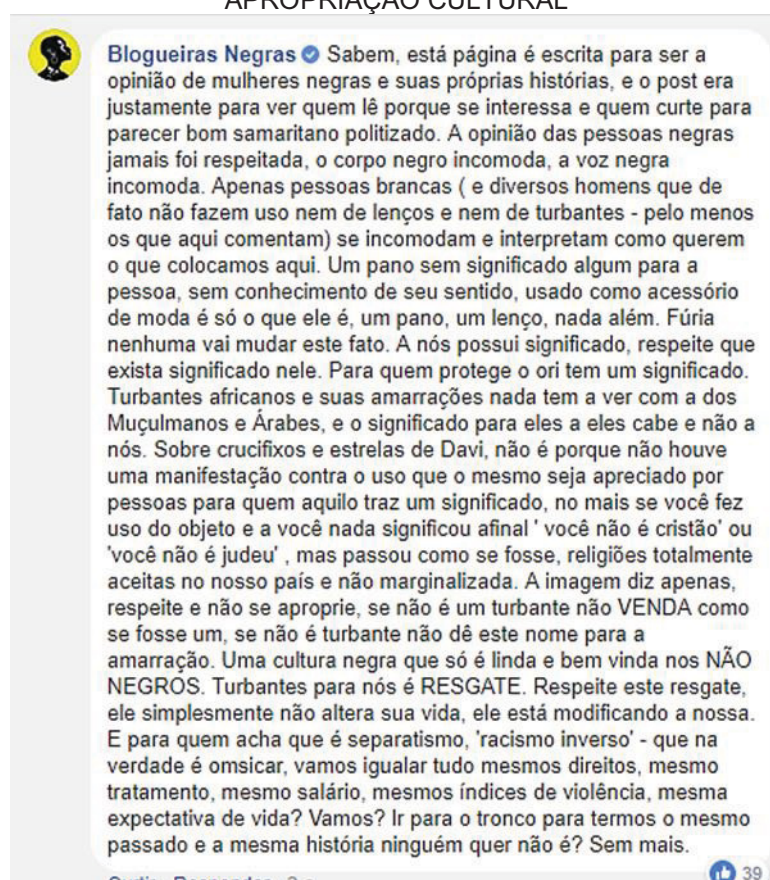 APROPRIAÇÃO CULTURAL
Blogueiras Negras Sabem, está página é escrita para ser a
opinião de mulheres negras e suas próprias histórias, e o post era
justamente para ver quem lê porque se interessa e quem curte para
parecer bom samaritano politizado. A opinião das pessoas negras
jamais foi respeitada, o corpo negro incomoda, a voz negra
incomoda. Apenas pessoas brancas ( e diversos homens que de
fato não fazem uso nem de lenços e nem de turbantes - pelo menos
os que aqui comentam) se incomodam e interpretam como querem
o que colocamos aqui. Um pano sem significado algum para a
pessoa, sem conhecimento de seu sentido, usado como acessório
de moda é só o que ele é, um pano, um lenço, nada além. Fúria
nenhuma vai mudar este fato. A nós possui significado, respeite que
exista significado nele. Para quem protege o ori tem um significado.
Turbantes africanos e suas amarrações nada tem a ver com a dos
Muçulmanos e Árabes, e o significado para eles a eles cabe e não a
nós. Sobre crucifixos e estrelas de Davi, não é porque não houve
uma manifestação contra o uso que o mesmo seja apreciado por
pessoas para quem aquilo traz um significado, no mais se você fez
uso do objeto e a você nada significou afinal ' você não é cristão' ou
'você não é judeu' , mas passou como se fosse, religiões totalmente
aceitas no nosso país e não marginalizada. A imagem diz apenas,
respeite e não se aproprie, se não é um turbante não VENDA como
se fosse um, se não é turbante não dê este nome para a
amarração. Uma cultura negra que só é linda e bem vinda nos NÃO
NEGROS. Turbantes para nós é RESGATE. Respeite este resgate,
ele simplesmente não altera sua vida, ele está modificando a nossa.
E para quem acha que é separatismo, 'racismo inverso' - que na
verdade é omsicar, vamos igualar tudo mesmos direitos, mesmo
tratamento, mesmo salário, mesmos índices de violência, mesma
expectativa de vida? Vamos? Ir para o tronco para termos o mesmo
passado e a mesma história ninguém quer não é? Sem mais.
39